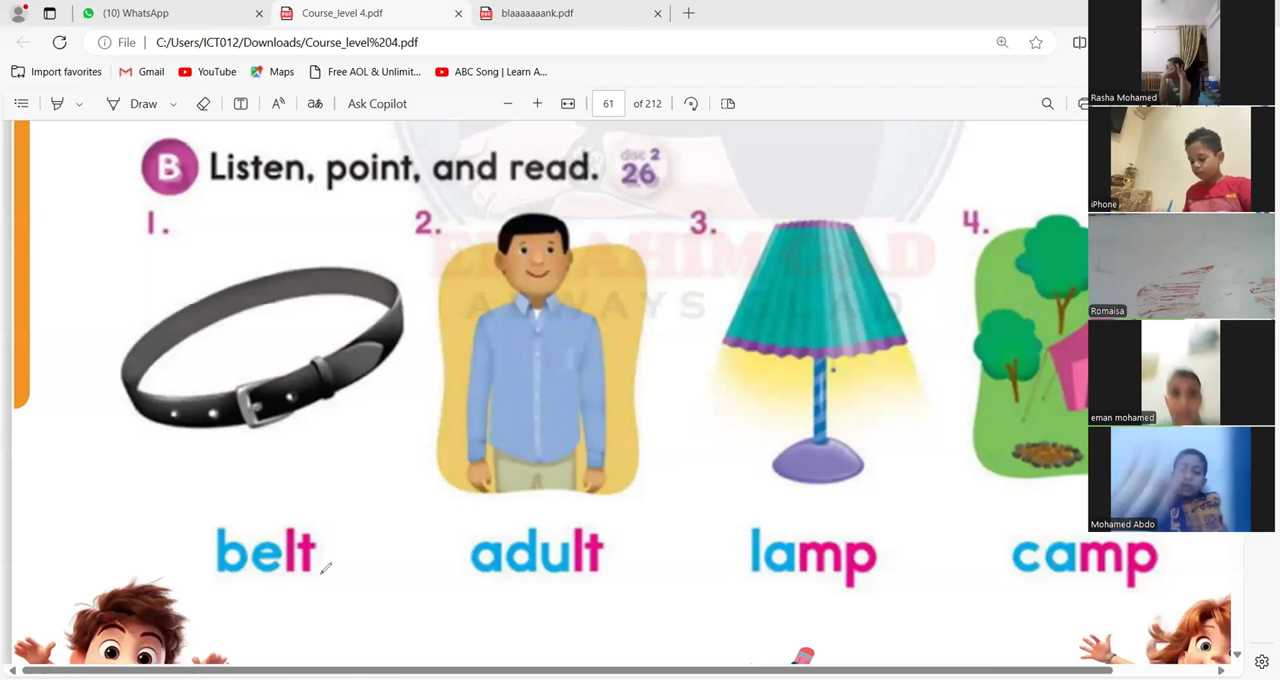 (10) WhatsApp
Course_level 4.pdf
blaaaaaaank.pdf
File
C:/Users/ICT012/Downloads/Course_level%204.pdf
Import favorites
Gmail
YouTube
Maps
Free AOL & Unlimit...
ABC Song | Learn A...
Draw
Ask Copilot
61
of 212
B Listen, point, and read. disc 2
26
1.
2.
3.
4.
ALWAYS GLAD
belt
adult
lamp
camp
Rasha Mohamed
iPhone
Romaisa
eman mohamed
Mohamed Abdo